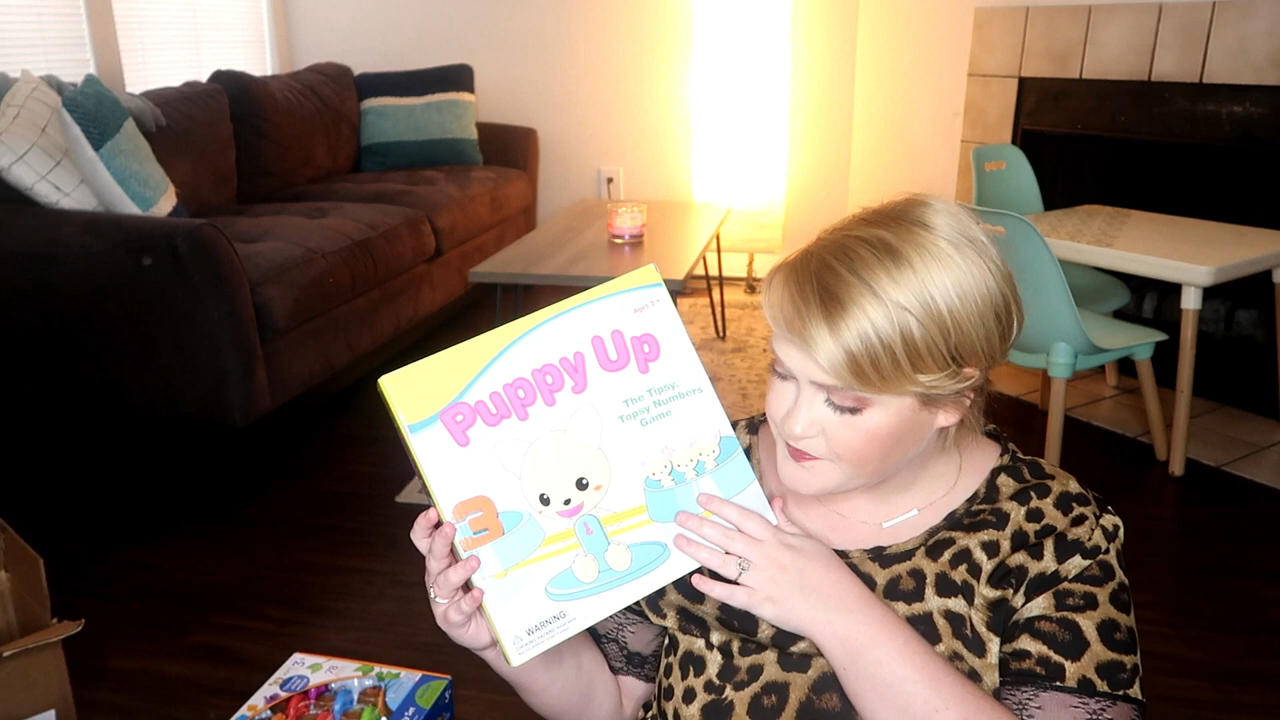 Ages 3+
Puppy Up
The Tipsy,
Topsy Numbers
Game
3
WARNING: